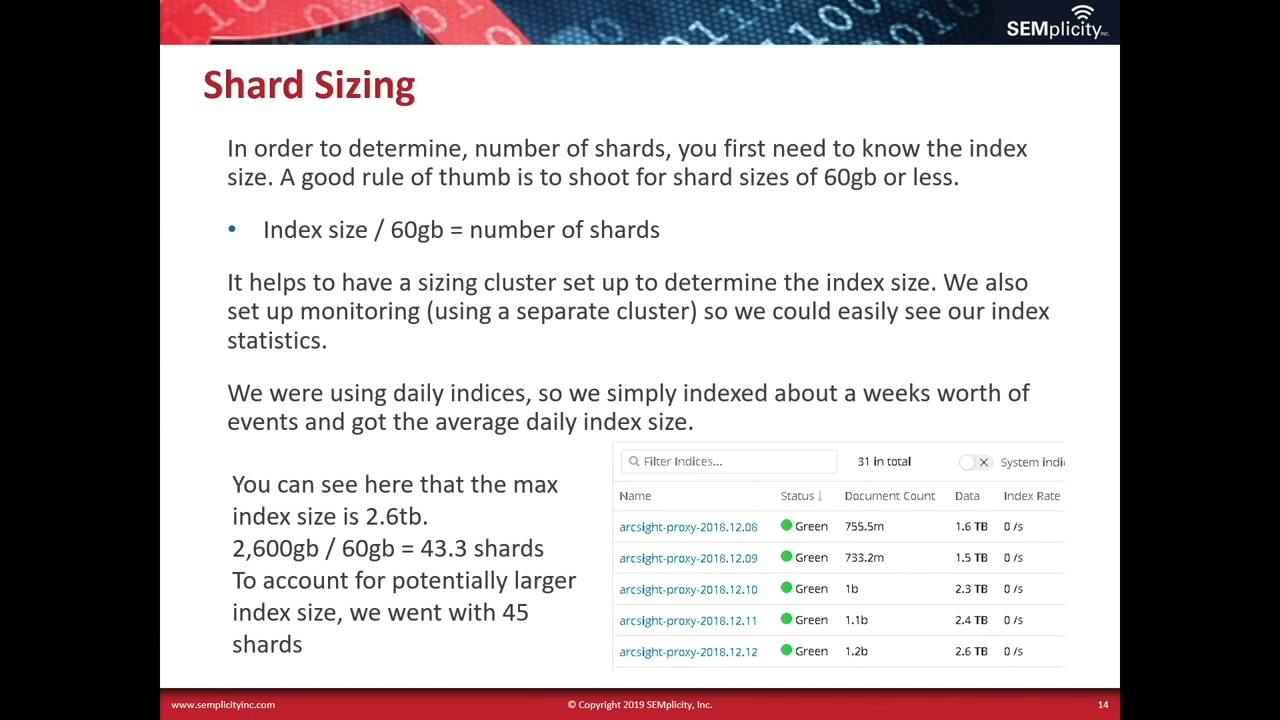 SEMplicity INC.
Shard Sizing
In order to determine, number of shards, you first need to know the index
size. A good rule of thumb is to shoot for shard sizes of 60gb or less.
• Index size / 60gb = number of shards
It helps to have a sizing cluster set up to determine the index size. We also
set up monitoring (using a separate cluster) so we could easily see our index
statistics.
We were using daily indices, so we simply indexed about a weeks worth of
events and got the average daily index size.
You can see here that the max
index size is 2.6tb.
2,600gb / 60gb = 43.3 shards
To account for potentially larger
index size, we went with 45
shards
Filter Indices... 31 in total System indi
Name Status↓ Document Count Data Index Rate
arcsight-proxy-2018.12.08 Green 755.5m 1.6 TB 0 /s
arcsight-proxy-2018.12.09 Green 733.2m 1.5 TB 0 /s
arcsight-proxy-2018.12.10 Green 1b 2.3 TB 0 /s
arcsight-proxy-2018.12.11 Green 1.1b 2.4 TB 0 /s
arcsight-proxy-2018.12.12 Green 1.2b 2.6 TB 0 /s
www.semplicityinc.com © Copyright 2019 SEMplicity, Inc. 14